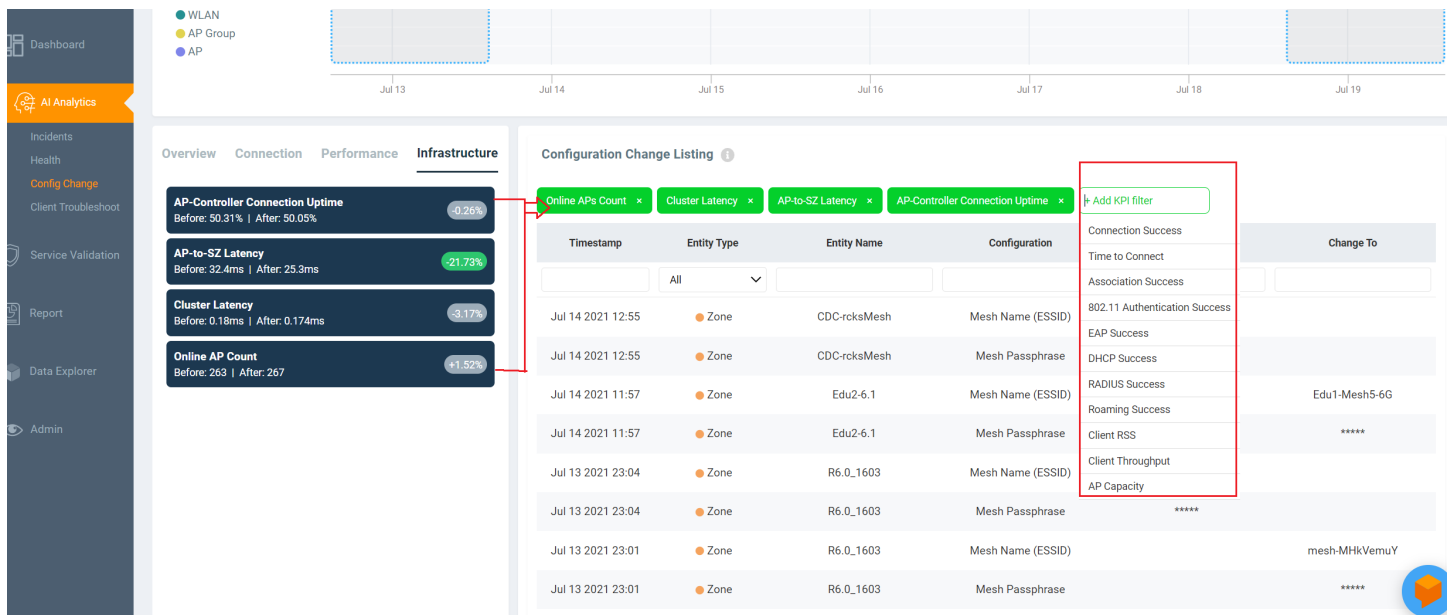 WLAN
AP Group
AP
Jul 13
Jul 14
Jul 15
Jul 16
Jul 17
Jul 18
Jul 19
Dashboard
AI Analytics
Incidents
Health
Config Change
Client Troubleshoot
Service Validation
Report
Data Explorer
Admin
Overview Connection Performance Infrastructure
AP-Controller Connection Uptime
Before: 50.31% | After: 50.05%
-0.26%
AP-to-SZ Latency
Before: 32.4ms | After: 25.3ms
-21.73%
Cluster Latency
Before: 0.18ms | After: 0.174ms
-3.17%
Online AP Count
Before: 263 | After: 267
+1.52%
Configuration Change Listing i
Online APs Count × Cluster Latency × AP-to-SZ Latency × AP-Controller Connection Uptime × + Add KPI filter
Connection Success
Time to Connect
Association Success
802.11 Authentication Success
EAP Success
DHCP Success
RADIUS Success
Roaming Success
Client RSS
Client Throughput
AP Capacity
Timestamp Entity Type Entity Name Configuration Change To
All
Jul 14 2021 12:55 Zone CDC-rcksMesh Mesh Name (ESSID)
Jul 14 2021 12:55 Zone CDC-rcksMesh Mesh Passphrase
Jul 14 2021 11:57 Zone Edu2-6.1 Mesh Name (ESSID) Edu1-Mesh5-6G
Jul 14 2021 11:57 Zone Edu2-6.1 Mesh Passphrase *****
Jul 13 2021 23:04 Zone R6.0_1603 Mesh Name (ESSID)
Jul 13 2021 23:04 Zone R6.0_1603 Mesh Passphrase *****
Jul 13 2021 23:01 Zone R6.0_1603 Mesh Name (ESSID) mesh-MHkVemuY
Jul 13 2021 23:01 Zone R6.0_1603 Mesh Passphrase *****